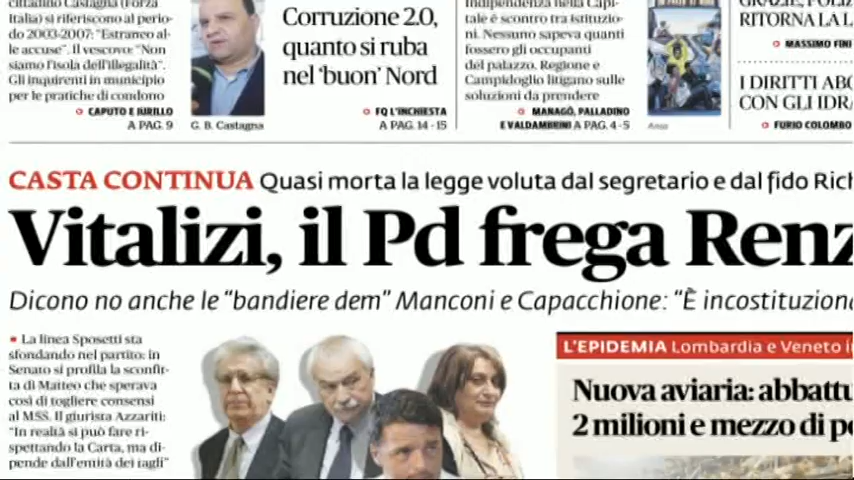 cittadino Castagna (Forza
Italia) si riferiscono al perio-
do 2003-2007: "Estraneo al-
le accuse". Il vescovo: "Non
siamo l'isola dell'illegalità".
Gli inquirenti in municipio
per le pratiche di condono
CAPUTO E IURILLO
A PAG. 9
G. B. Castagna
Corruzione 2.0,
quanto si ruba
nel 'buon' Nord
FQ L'INCHIESTA
A PAG. 14 - 15
Indipendenza nella Capi-
tale è scontro tra istituzio-
ni. Nessuno sapeva quanti
fossero gli occupanti
del palazzo. Regione e
Campidoglio litigano sulle
soluzioni da prendere
MANAGÒ, PALLADINO
E VALDAMBRINI A PAG. 4-5
Ansa
RITORNA LA L
MASSIMO FINI
I DIRITTI ABO
CON GLI IDRA
FURIO COLOMBO
CASTA CONTINUA Quasi morta la legge voluta dal segretario e dal fido Rich
Vitalizi, il Pd frega Renz
Dicono no anche le "bandiere dem" Manconi e Capacchione: "È incostituziona
La linea Sposetti sta
sfondando nel partito: in
Senato si profila la sconfit-
ta di Matteo che sperava
così di togliere consensi
al M5S. Il giurista Azzariti:
"In realtà si può fare ri-
spettando la Carta, ma di-
pende dall'entità dei tagli"
L'EPIDEMIA Lombardia e Veneto i
Nuova aviaria: abbattu
2 milioni e mezzo di po